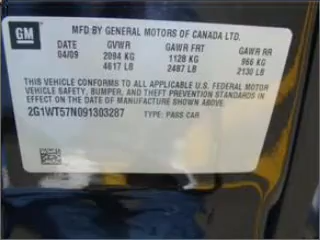 GM
MFD.BY GENERAL MOTORS OF CANADA LTD.
DATE GVWR GAWR FRT GAWR RR
04/09 2094 KG 1128 KG 966 KG
4617 LB 2487 LB 2130 LB
THIS VEHICLE CONFORMS TO ALL APPLICABLE U.S. FEDERAL MOTOR
VEHICLE SAFETY, BUMPER, AND THEFT PREVENTION STANDARDS IN
EFFECT ON THE DATE OF MANUFACTURE SHOWN ABOVE.
2G1WT57N091303287 TYPE: PASS CAR